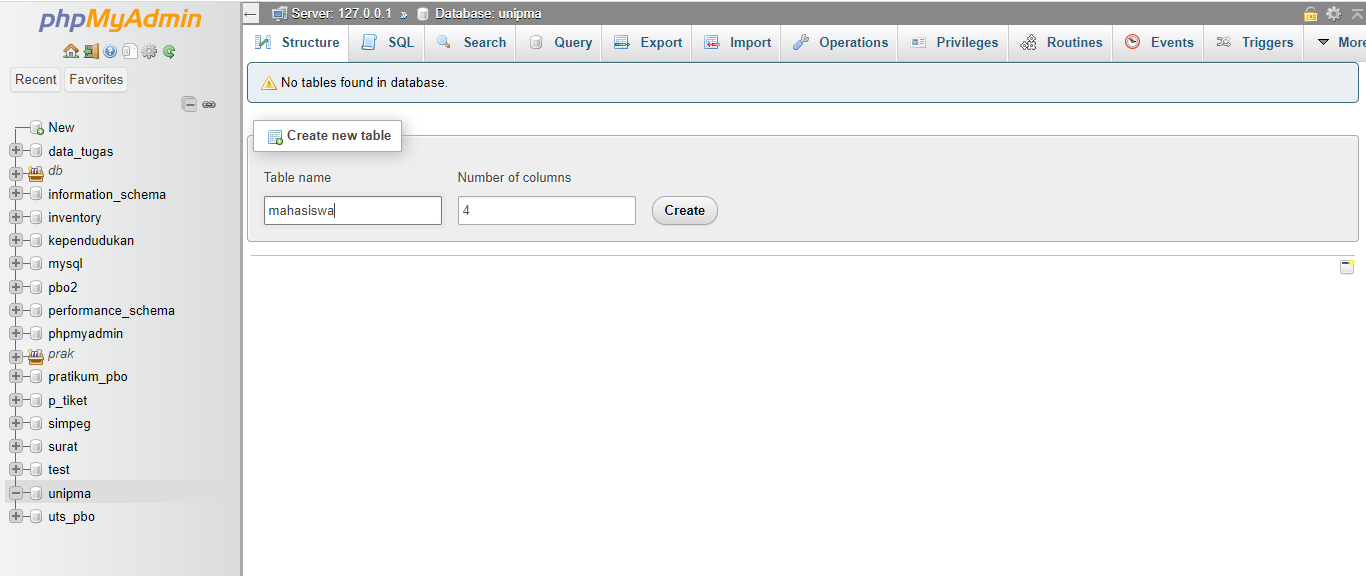 phpMyAdmin
Recent Favorites
New
data_tugas
db
information_schema
inventory
kependudukan
mysql
pbo2
performance_schema
phpmyadmin
prak
pratikum_pbo
p_tiket
simpeg
surat
test
unipma
uts_pbo
Server: 127.0.0.1 » Database: unipma
Structure SQL Search Query Export Import Operations Privileges Routines Events Triggers More
No tables found in database.
Create new table
Table name Number of columns
mahasiswa 4 Create